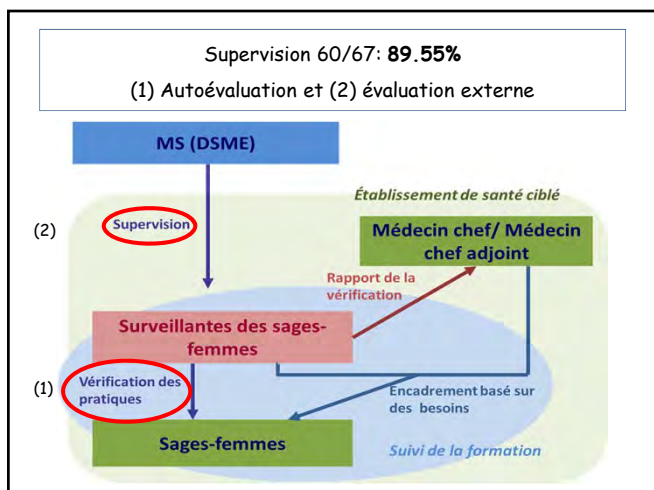 Supervision 60/67: 89.55%
(1) Autoévaluation et (2) évaluation externe
MS (DSME)
Établissement de santé ciblé
(2)
Supervision
Médecin chef/ Médecin
chef adjoint
Rapport de la
vérification
Surveillantes des sages-
femmes
(1)
Vérification des
pratiques
Encadrement basé sur
des besoins
Sages-femmes
Suivi de la formation